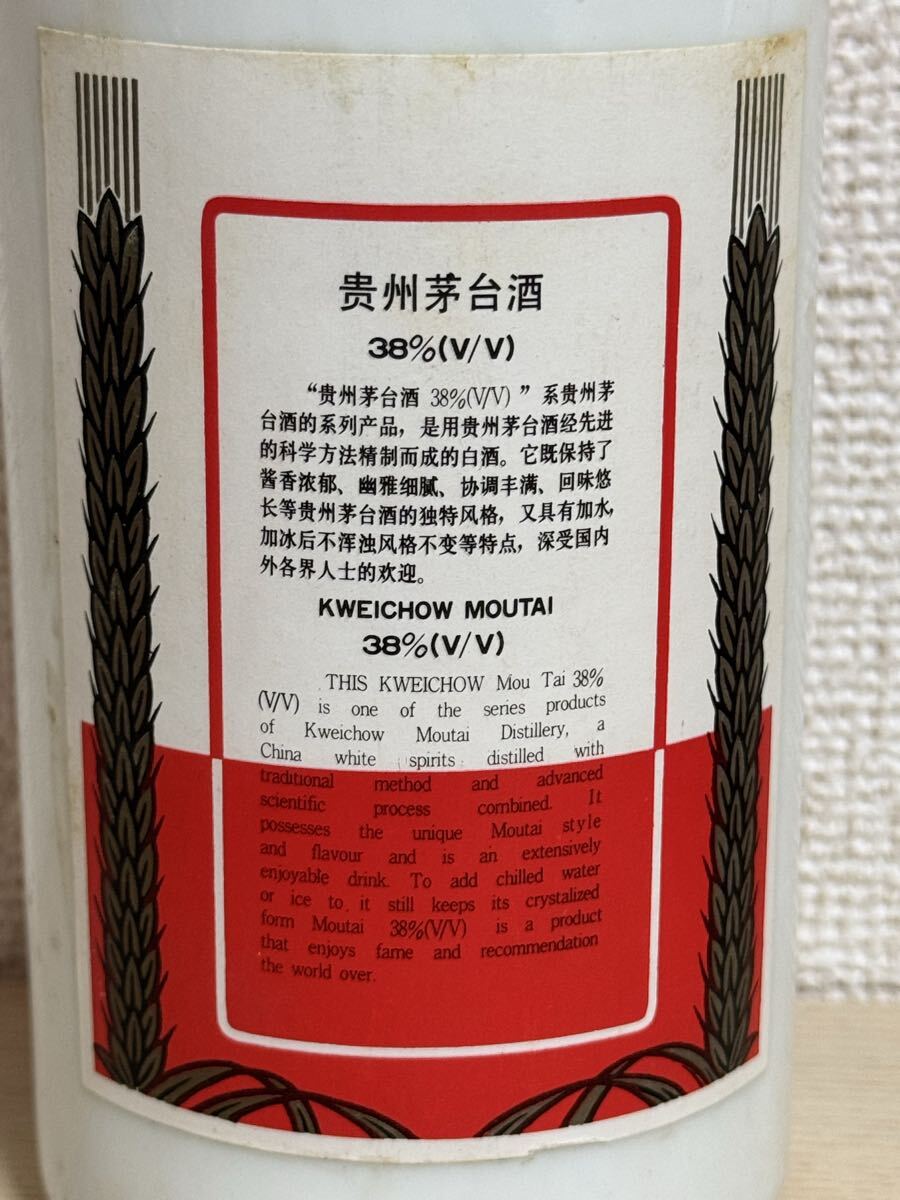 贵州茅台酒
38%(V/V)
“贵州茅台酒 38%(V/V)”系贵州茅
台酒的系列产品，是用贵州茅台酒经先进
的科学方法精制而成的白酒。它既保持了
酱香浓郁、幽雅细腻、协调丰满、回味悠
长等贵州茅台酒的独特风格，又具有加水，
加冰后不浑浊风格不变等特点，深受国内
外各界人士的欢迎。
KWEICHOW MOUTAI
38%(V/V)
THIS KWEICHOW Mou Tai 38%
(V/V) is one of the series products
of Kweichow Moutai Distillery, a
China white spirits distilled with
traditional method and advanced
scientific process combined. It
possesses the unique Moutai style
and flavour and is an extensively
enjoyable drink. To add chilled water
or ice to it still keeps its crystalized
form Moutai 38%(V/V) is a product
that enjoys fame and recommendation
the world over.